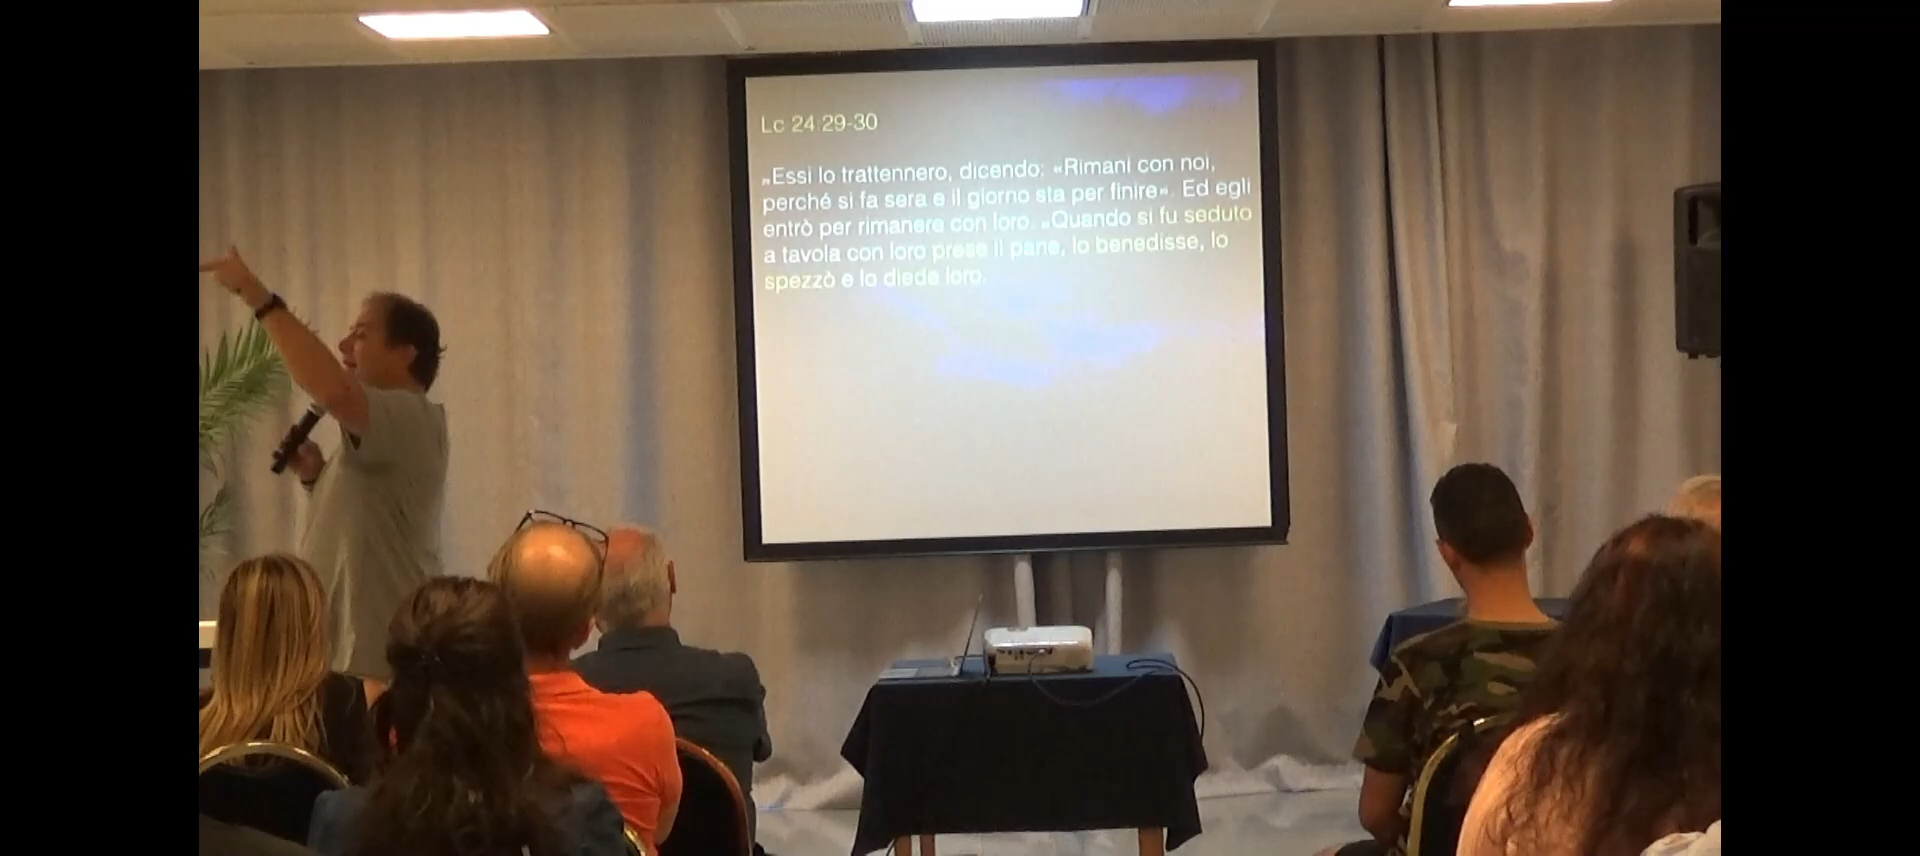 Lc 24:29-30
„Essi lo trattennero, dicendo: «Rimani con noi,
perché si fa sera e il giorno sta per finire». Ed egli
entrò per rimanere con loro. „Quando si fu seduto
a tavola con loro prese il pane, lo benedisse, lo
spezzò e lo diede loro.